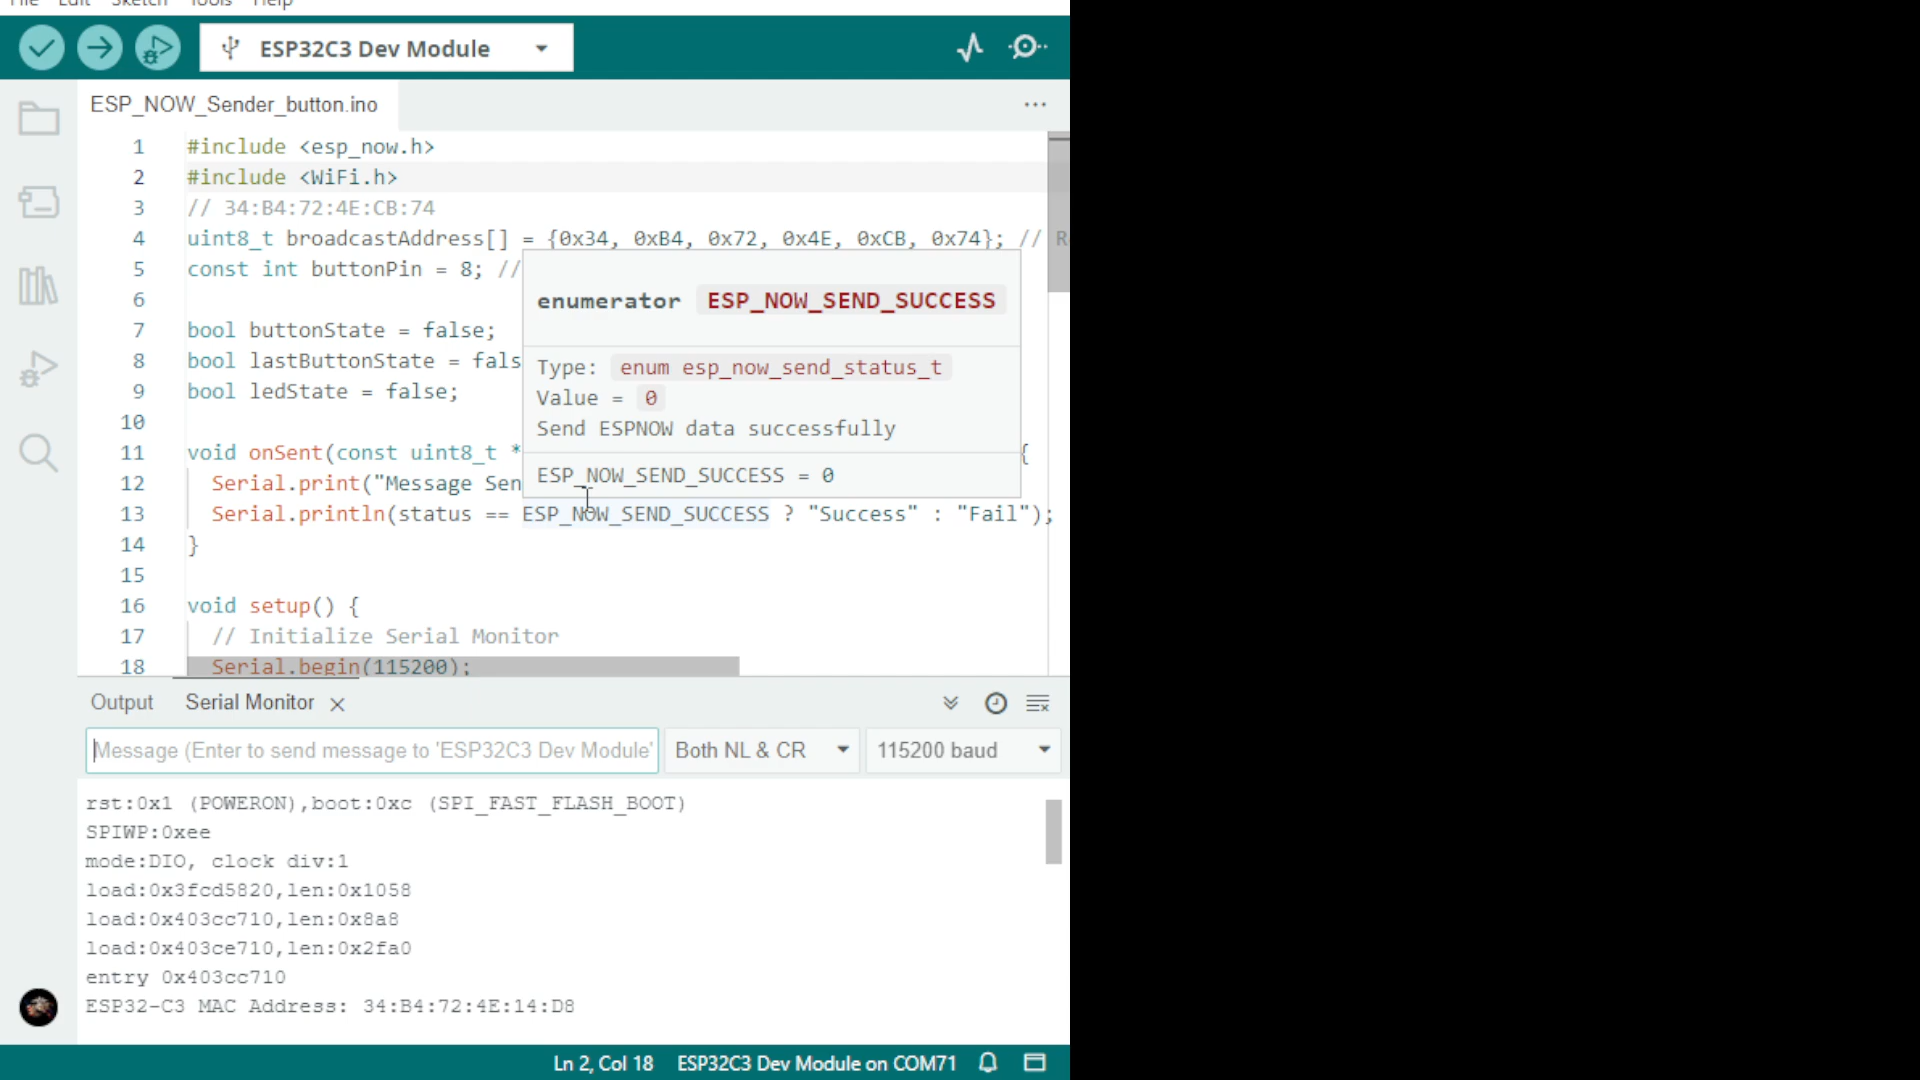 File Edit Sketch Tools Help
ESP32C3 Dev Module
ESP_NOW_Sender_button.ino
1 #include <esp_now.h>
2 #include <WiFi.h>
3 // 34:B4:72:4E:CB:74
4 uint8_t broadcastAddress[] = {0x34, 0xB4, 0x72, 0x4E, 0xCB, 0x74}; // R
5 const int buttonPin = 8; //
6
7 bool buttonState = false;
8 bool lastButtonState = fals
9 bool ledState = false;
10
11 void onSent(const uint8_t * {
12 Serial.print("Message Sen
13 Serial.println(status == ESP_NOW_SEND_SUCCESS ? "Success" : "Fail");
14 }
15
16 void setup() {
17 // Initialize Serial Monitor
18 Serial.begin(115200);
enumerator ESP_NOW_SEND_SUCCESS
Type: enum esp_now_send_status_t
Value = 0
Send ESPNOW data successfully
ESP_NOW_SEND_SUCCESS = 0
Output Serial Monitor
Message (Enter to send message to 'ESP32C3 Dev Module' Both NL & CR 115200 baud
rst:0x1 (POWERON),boot:0xc (SPI_FAST_FLASH_BOOT)
SPIWP:0xee
mode:DIO, clock div:1
load:0x3fcd5820,len:0x1058
load:0x403cc710,len:0x8a8
load:0x403ce710,len:0x2fa0
entry 0x403cc710
ESP32-C3 MAC Address: 34:B4:72:4E:14:D8
Ln 2, Col 18 ESP32C3 Dev Module on COM71